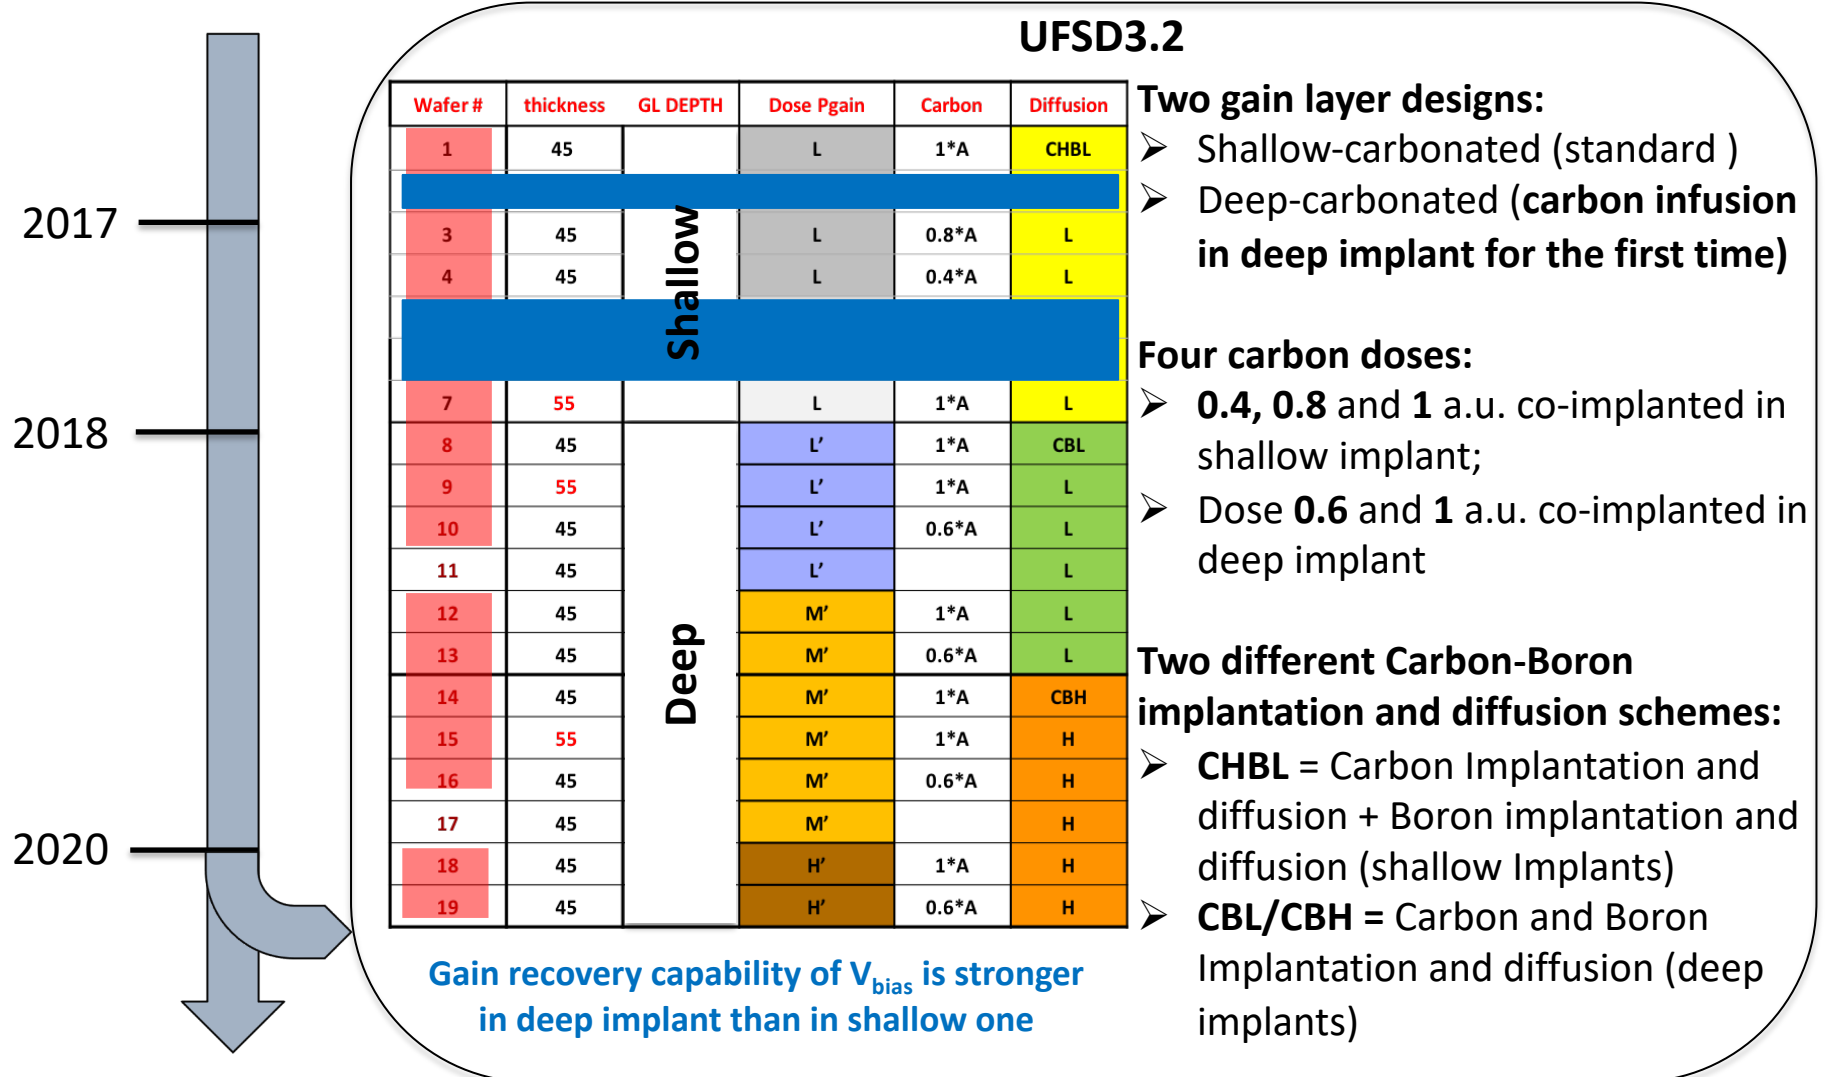 UFSD3.2
2017
2018
2020
Wafer # thickness GL DEPTH Dose Pgain Carbon Diffusion
1 45 L 1*A CHBL
3 45 L 0.8*A L
4 45 L 0.4*A L
Shallow
7 55 L 1*A L
8 45 L’ 1*A CBL
9 55 L’ 1*A L
10 45 L’ 0.6*A L
11 45 L’ L
12 45 M’ 1*A L
13 45 M’ 0.6*A L
Deep
14 45 M’ 1*A CBH
15 55 M’ 1*A H
16 45 M’ 0.6*A H
17 45 M’ H
18 45 H’ 1*A H
19 45 H’ 0.6*A H
Gain recovery capability of Vbias is stronger
in deep implant than in shallow one
Two gain layer designs:
➢ Shallow-carbonated (standard )
➢ Deep-carbonated (carbon infusion
in deep implant for the first time)
Four carbon doses:
➢ 0.4, 0.8 and 1 a.u. co-implanted in
shallow implant;
➢ Dose 0.6 and 1 a.u. co-implanted in
deep implant
Two different Carbon-Boron
implantation and diffusion schemes:
➢ CHBL = Carbon Implantation and
diffusion + Boron implantation and
diffusion (shallow Implants)
➢ CBL/CBH = Carbon and Boron
Implantation and diffusion (deep
implants)